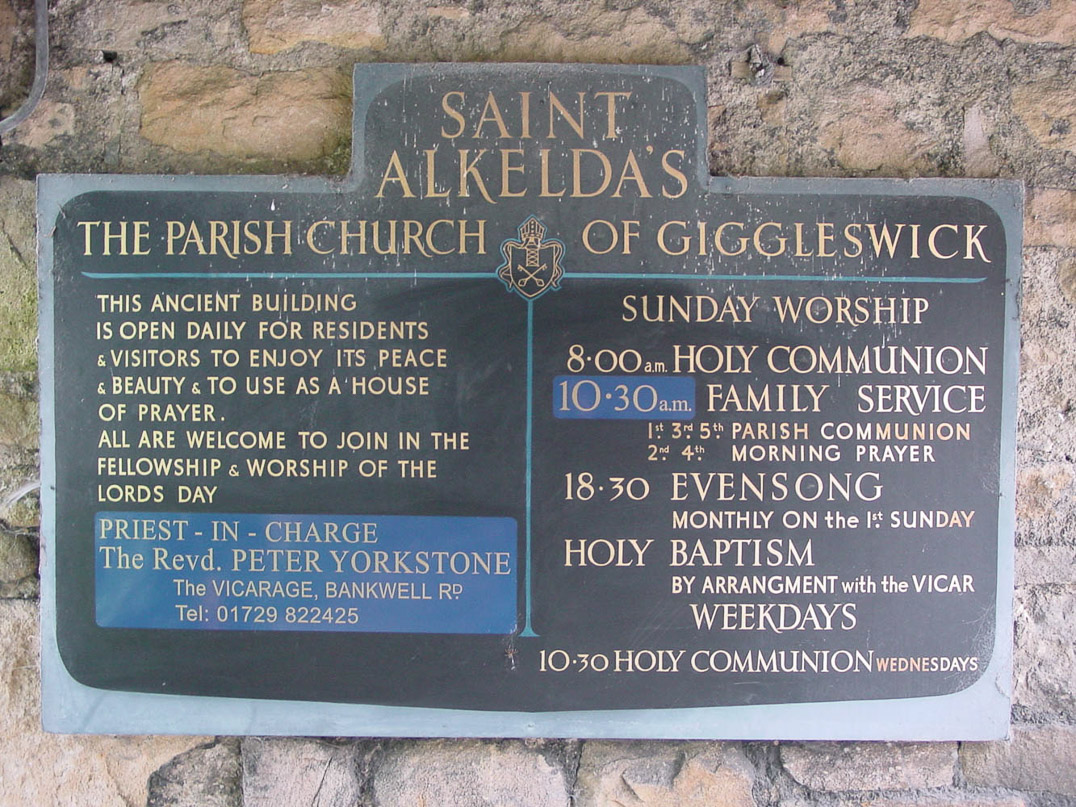 SAINT
ALKELDA'S
THE PARISH CHURCH OF GIGGLESWICK
THIS ANCIENT BUILDING
IS OPEN DAILY FOR RESIDENTS
& VISITORS TO ENJOY ITS PEACE
& BEAUTY & TO USE AS A HOUSE
OF PRAYER.
ALL ARE WELCOME TO JOIN IN THE
FELLOWSHIP & WORSHIP OF THE
LORDS DAY
PRIEST - IN - CHARGE
The Revd. PETER YORKSTONE
The VICARAGE, BANKWELL RD
Tel: 01729 822425
SUNDAY WORSHIP
8·00 a.m. HOLY COMMUNION
10·30 a.m. FAMILY SERVICE
1st 3rd 5th PARISH COMMUNION
2nd 4th MORNING PRAYER
18·30 EVENSONG
MONTHLY ON the 1st SUNDAY
HOLY BAPTISM
BY ARRANGMENT with the VICAR
WEEKDAYS
10·30 HOLY COMMUNION WEDNESDAYS